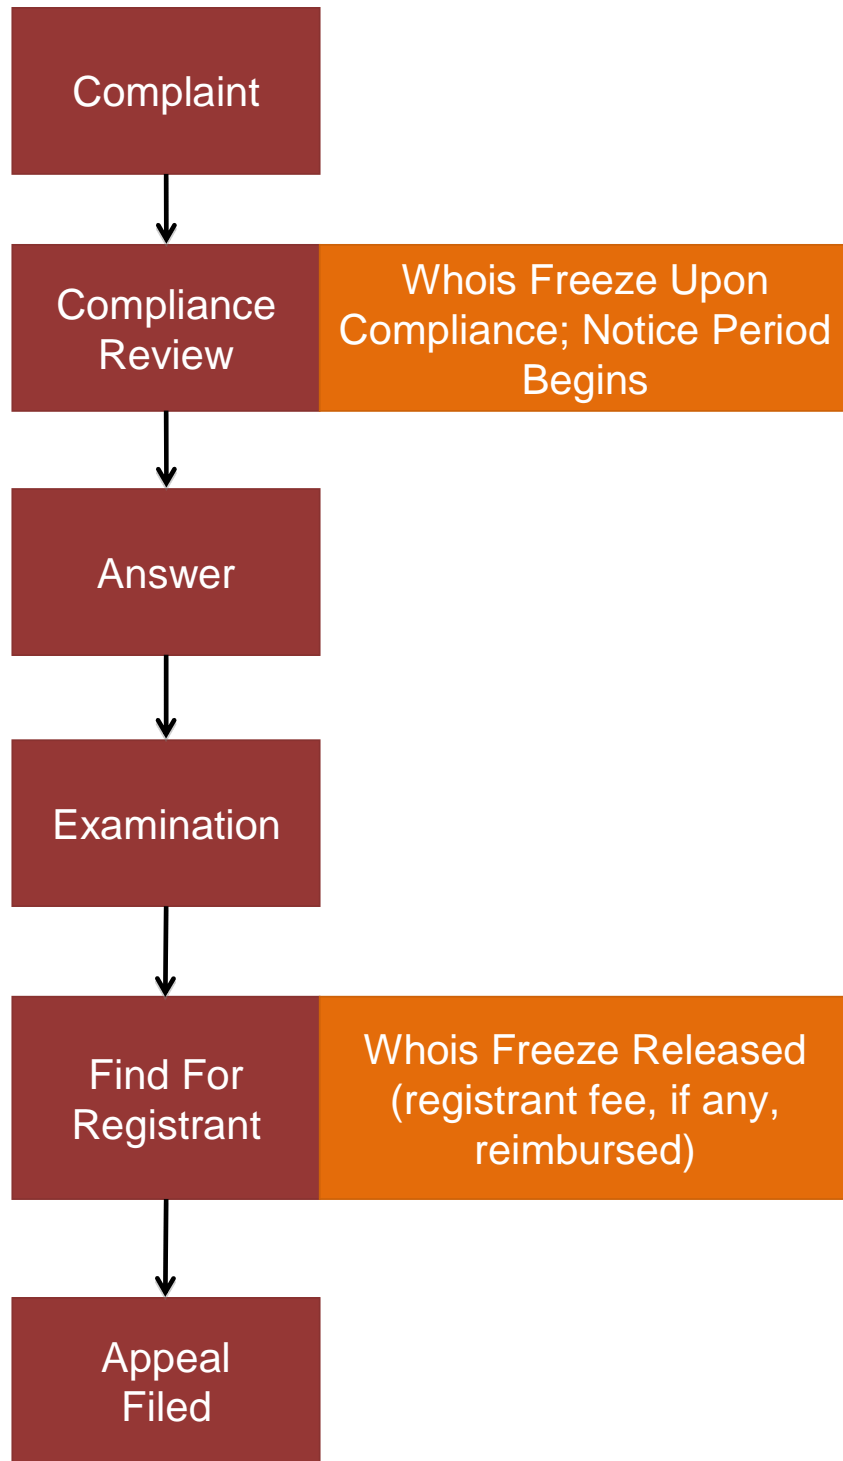 Complaint
Compliance
Review
Whois Freeze Upon
Compliance; Notice Period
Begins
Answer
Examination
Find For
Registrant
Whois Freeze Released
(registrant fee, if any,
reimbursed)
Appeal
Filed